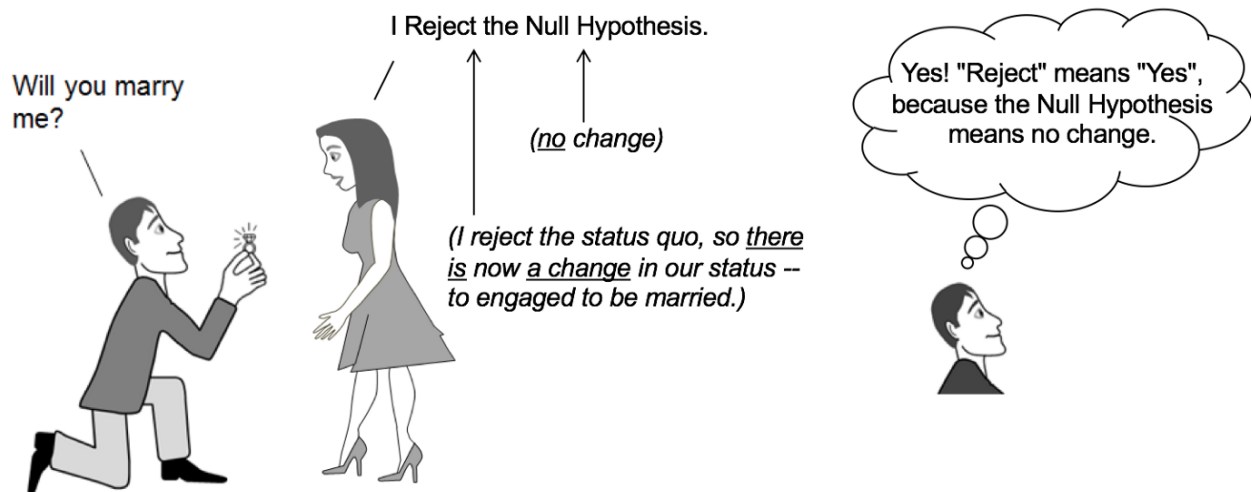 I Reject the Null Hypothesis.
Will you marry
me?
(no change)
(I reject the status quo, so there
is now a change in our status --
to engaged to be married.)
Yes! "Reject" means "Yes",
because the Null Hypothesis
means no change.